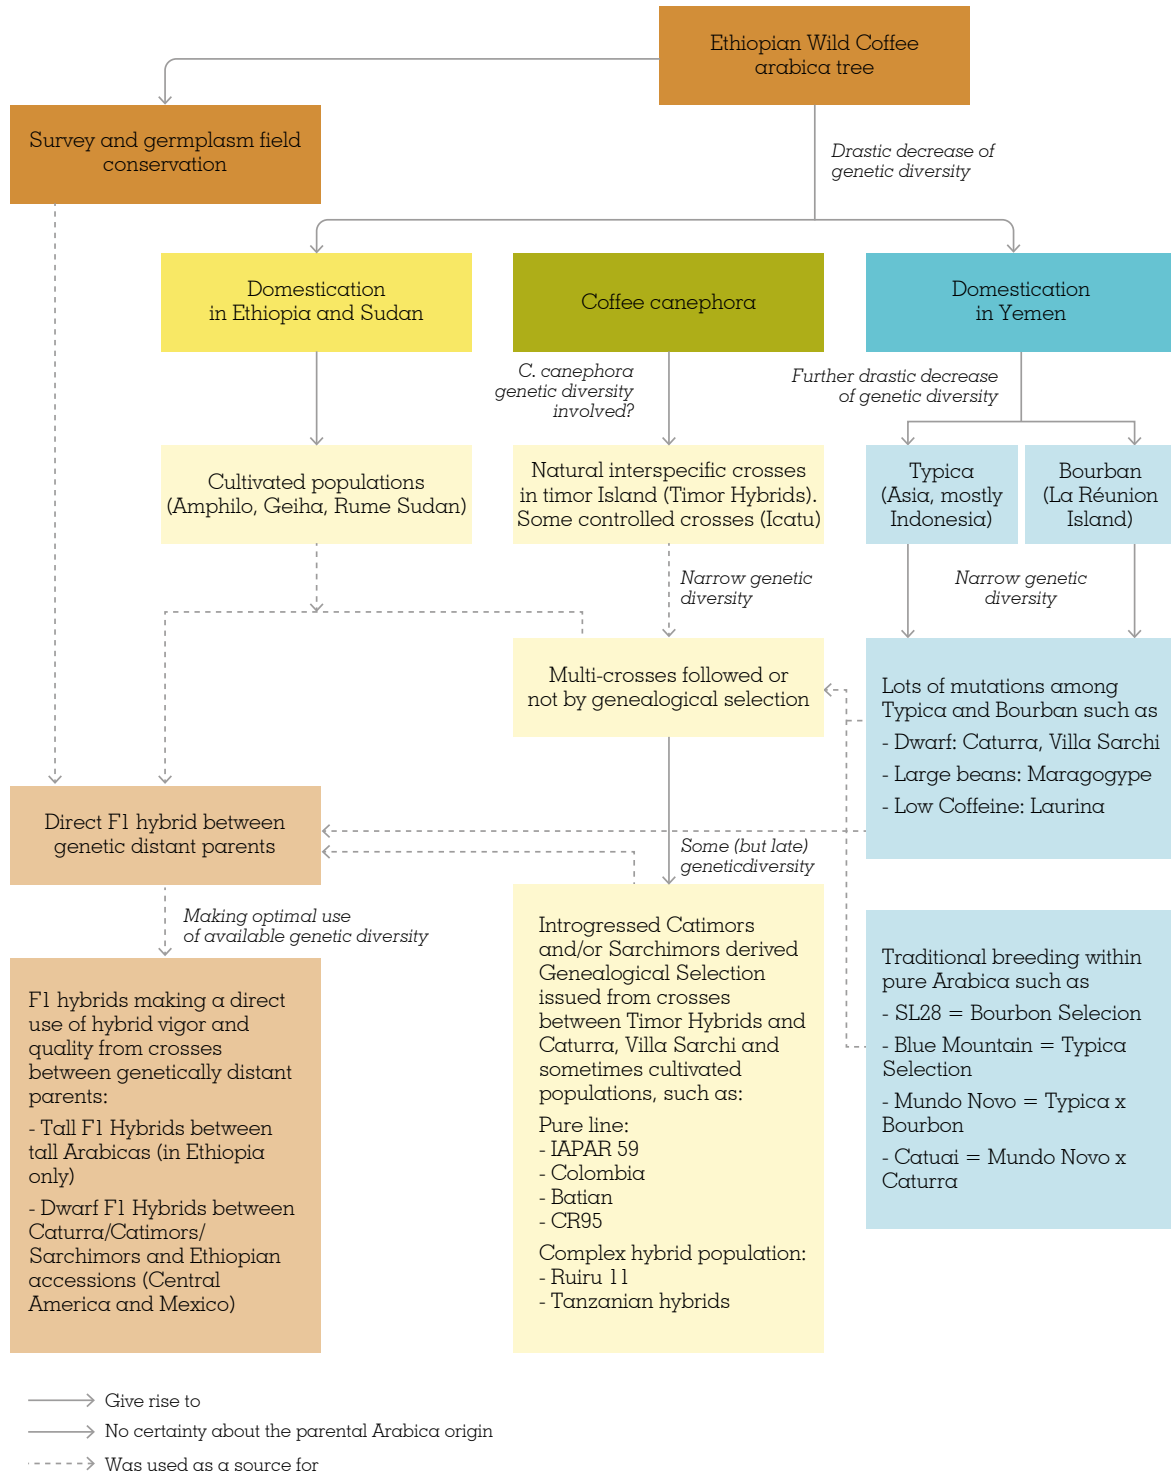 Ethiopian Wild Coffee
arabica tree
Survey and germplasm field
conservation
Drastic decrease of
genetic diversity
Domestication
in Ethiopia and Sudan
Coffee canephora
Domestication
in Yemen
C. canephora
genetic diversity
involved?
Further drastic decrease
of genetic diversity
Cultivated populations
(Amphilo, Geiha, Rume Sudan)
Natural interspecific crosses
in timor Island (Timor Hybrids).
Some controlled crosses (Icatu)
Typica
(Asia, mostly
Indonesia)
Bourban
(La Réunion
Island)
Narrow genetic
diversity
Narrow genetic
diversity
Multi-crosses followed or
not by genealogical selection
Lots of mutations among
Typica and Bourban such as
- Dwarf: Caturra, Villa Sarchi
- Large beans: Maragogype
- Low Coffeine: Laurina
Direct F1 hybrid between
genetic distant parents
Some (but late)
geneticdiversity
Making optimal use
of available genetic diversity
F1 hybrids making a direct
use of hybrid vigor and
quality from crosses
between genetically distant
parents:
- Tall F1 Hybrids between
tall Arabicas (in Ethiopia
only)
- Dwarf F1 Hybrids between
Caturra/Catimors/
Sarchimors and Ethiopian
accessions (Central
America and Mexico)
Introgressed Catimors
and/or Sarchimors derived
Genealogical Selection
issued from crosses
between Timor Hybrids and
Caturra, Villa Sarchi and
sometimes cultivated
populations, such as:
Pure line:
- IAPAR 59
- Colombia
- Batian
- CR95
Complex hybrid population:
- Ruiru 11
- Tanzanian hybrids
Traditional breeding within
pure Arabica such as
- SL28 = Bourbon Selecion
- Blue Mountain = Typica
Selection
- Mundo Novo = Typica x
Bourbon
- Catuai = Mundo Novo x
Caturra
Give rise to
No certainty about the parental Arabica origin
Was used as a source for